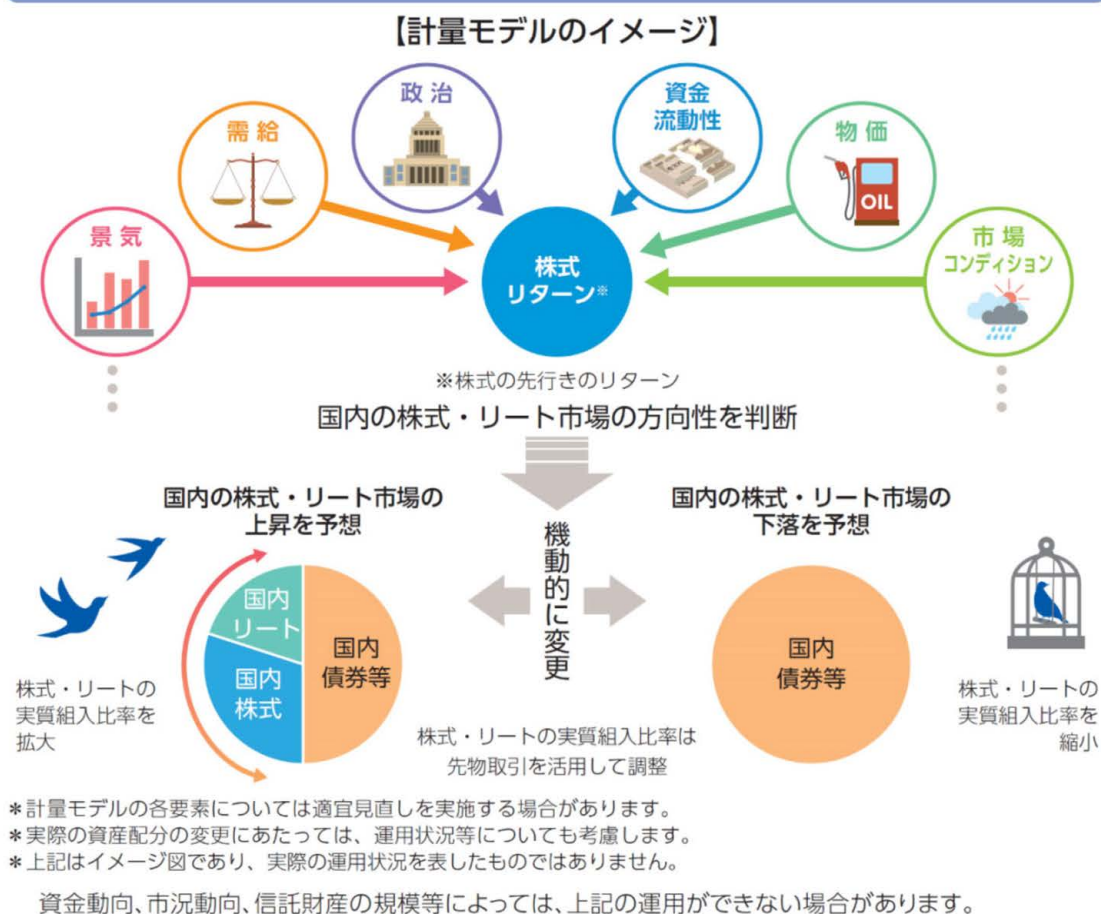 【計量モデルのイメージ】
政 治
資金
流動性
需 給
物 価
OIL
景 気
市 場
コンディション
株式
リターン※
※株式の先行きのリターン
国内の株式・リート市場の方向性を判断
国内の株式・リート市場の
上昇を予想
国内の株式・リート市場の
下落を予想
機動的に変更
国内
リート
国内
株式
国内
債券等
国内
債券等
株式・リートの
実質組入比率を
拡大
株式・リートの
実質組入比率を
縮小
株式・リートの実質組入比率は
先物取引を活用して調整
*計量モデルの各要素については適宜見直しを実施する場合があります。
*実際の資産配分の変更にあたっては、運用状況等についても考慮します。
*上記はイメージ図であり、実際の運用状況を表したものではありません。
資金動向、市況動向、信託財産の規模等によっては、上記の運用ができない場合があります。